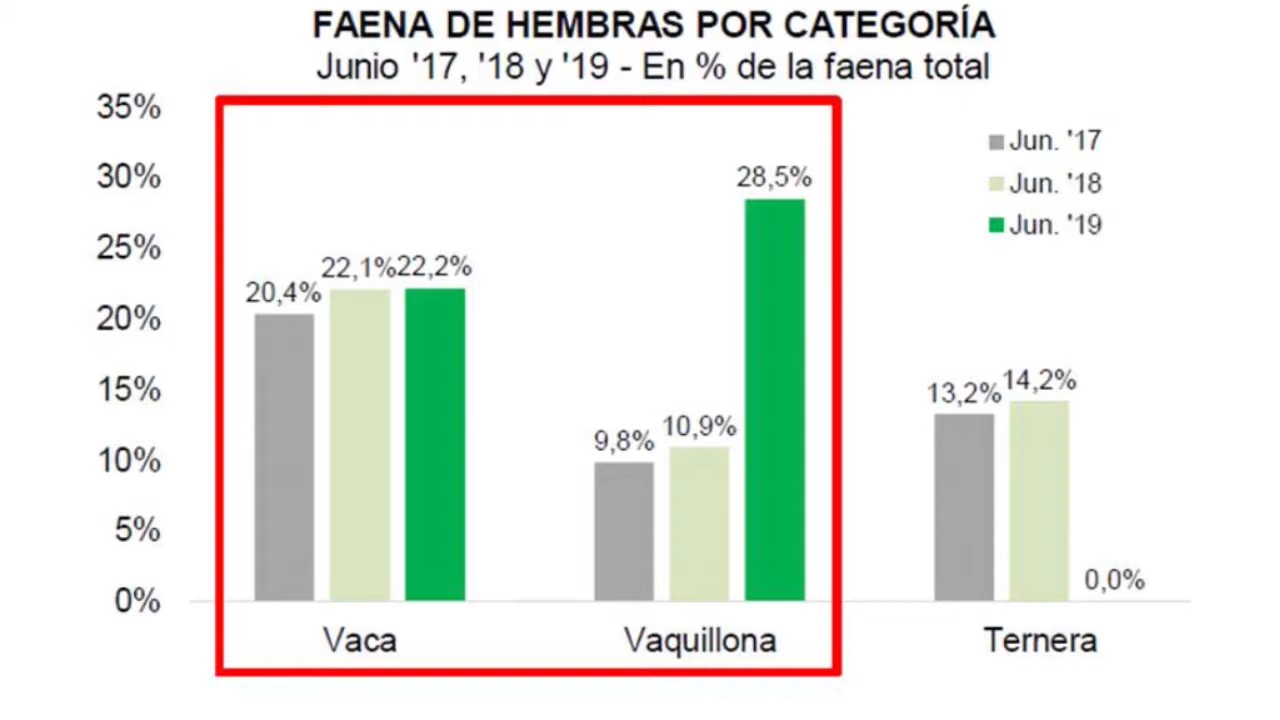 FAENA DE HEMBRAS POR CATEGORÍA
Junio '17, '18 y '19 - En % de la faena total
35%
30%
25%
20%
15%
10%
5%
0%
Jun. '17
Jun. '18
Jun. '19
20,4% 22,1% 22,2%
9,8% 10,9% 28,5%
13,2% 14,2% 0,0%
Vaca Vaquillona Ternera